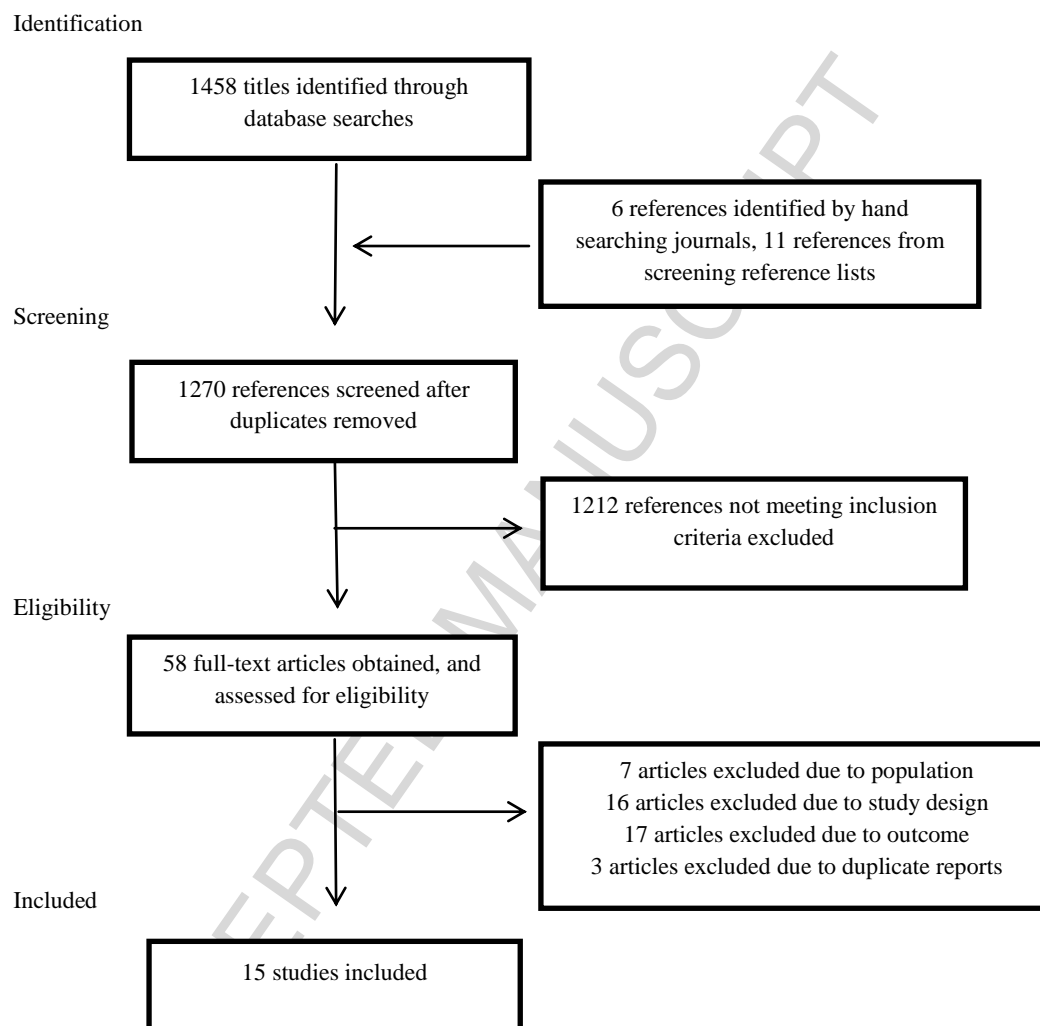 Identification
1458 titles identified through
database searches
6 references identified by hand
searching journals, 11 references from
screening reference lists
Screening
1270 references screened after
duplicates removed
1212 references not meeting inclusion
criteria excluded
Eligibility
58 full-text articles obtained, and
assessed for eligibility
7 articles excluded due to population
16 articles excluded due to study design
17 articles excluded due to outcome
3 articles excluded due to duplicate reports
Included
15 studies included
EPTED MANUSCRIPT